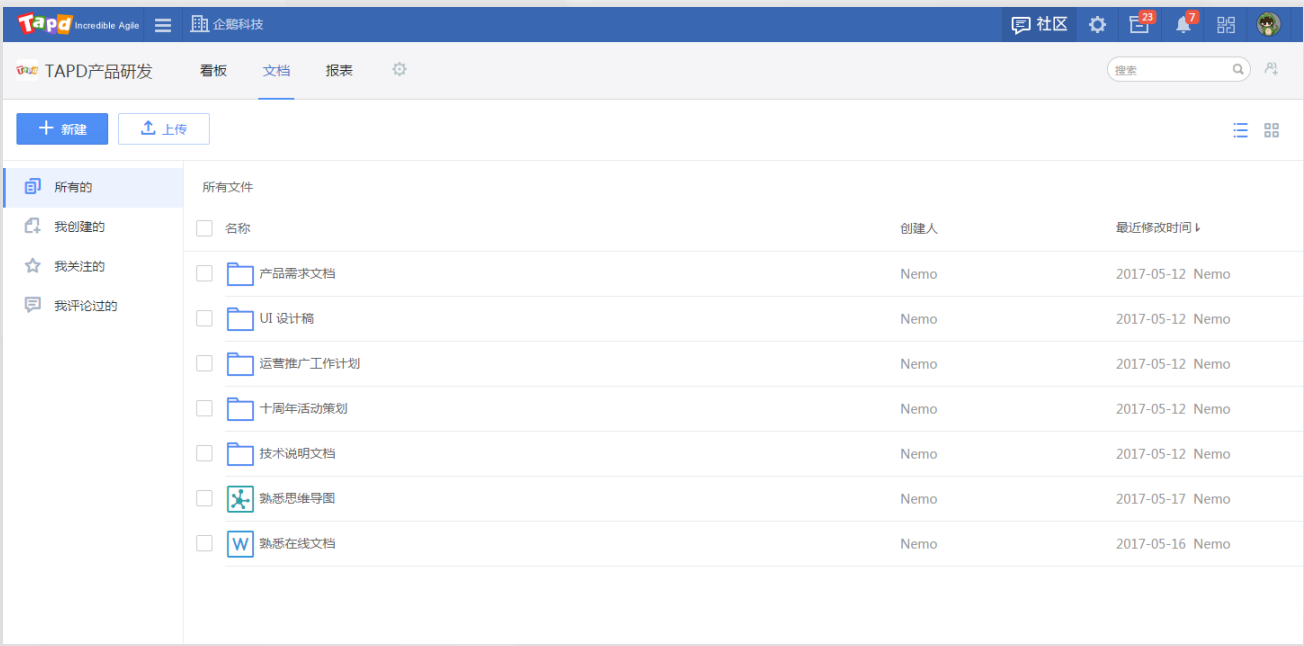 Tapd Incredible Agile 企鹅科技 社区 23 7
Tapd TAPD产品研发 看板 文档 报表 搜索
新建 上传
所有的
我创建的
我关注的
我评论过的
所有文件
名称 创建人 最近修改时间
产品需求文档 Nemo 2017-05-12 Nemo
UI 设计稿 Nemo 2017-05-12 Nemo
运营推广工作计划 Nemo 2017-05-12 Nemo
十周年活动策划 Nemo 2017-05-12 Nemo
技术说明文档 Nemo 2017-05-12 Nemo
熟悉思维导图 Nemo 2017-05-17 Nemo
W 熟悉在线文档 Nemo 2017-05-16 Nemo